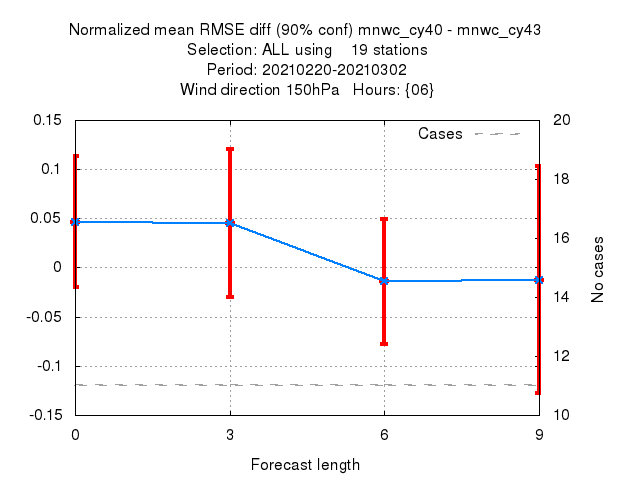 Normalized mean RMSE diff (90% conf) mnwc_cy40 - mnwc_cy43
Selection: ALL using    19 stations
Period: 20210220-20210302
Wind direction 150hPa   Hours: {06}
Cases
0.15
0.1
0.05
0
-0.05
-0.1
-0.15
20
18
16
14
12
10
No cases
0 3 6 9
Forecast length